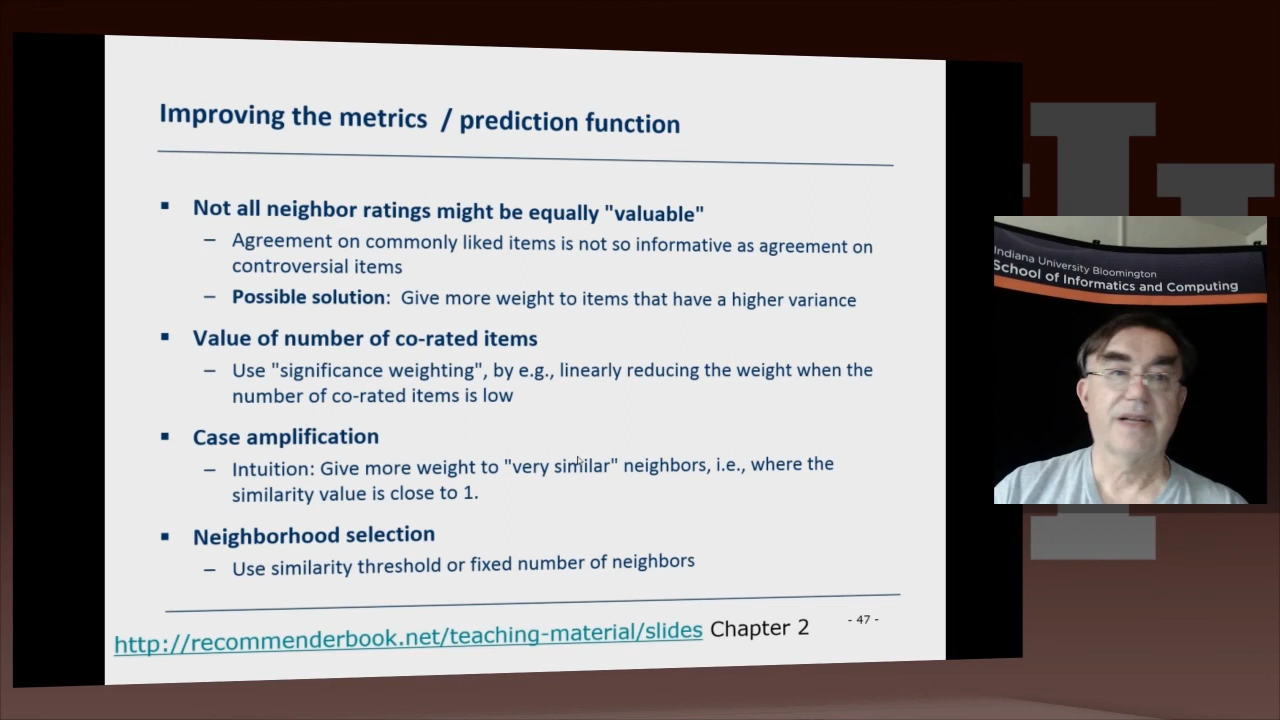 Improving the metrics / prediction function
▪ Not all neighbor ratings might be equally "valuable"
– Agreement on commonly liked items is not so informative as agreement on
controversial items
– Possible solution: Give more weight to items that have a higher variance
▪ Value of number of co-rated items
– Use "significance weighting", by e.g., linearly reducing the weight when the
number of co-rated items is low
▪ Case amplification
– Intuition: Give more weight to "very similar" neighbors, i.e., where the
similarity value is close to 1.
▪ Neighborhood selection
– Use similarity threshold or fixed number of neighbors
http://recommenderbook.net/teaching-material/slides Chapter 2
- 47 -
Indiana University Bloomington
School of Informatics and Computing